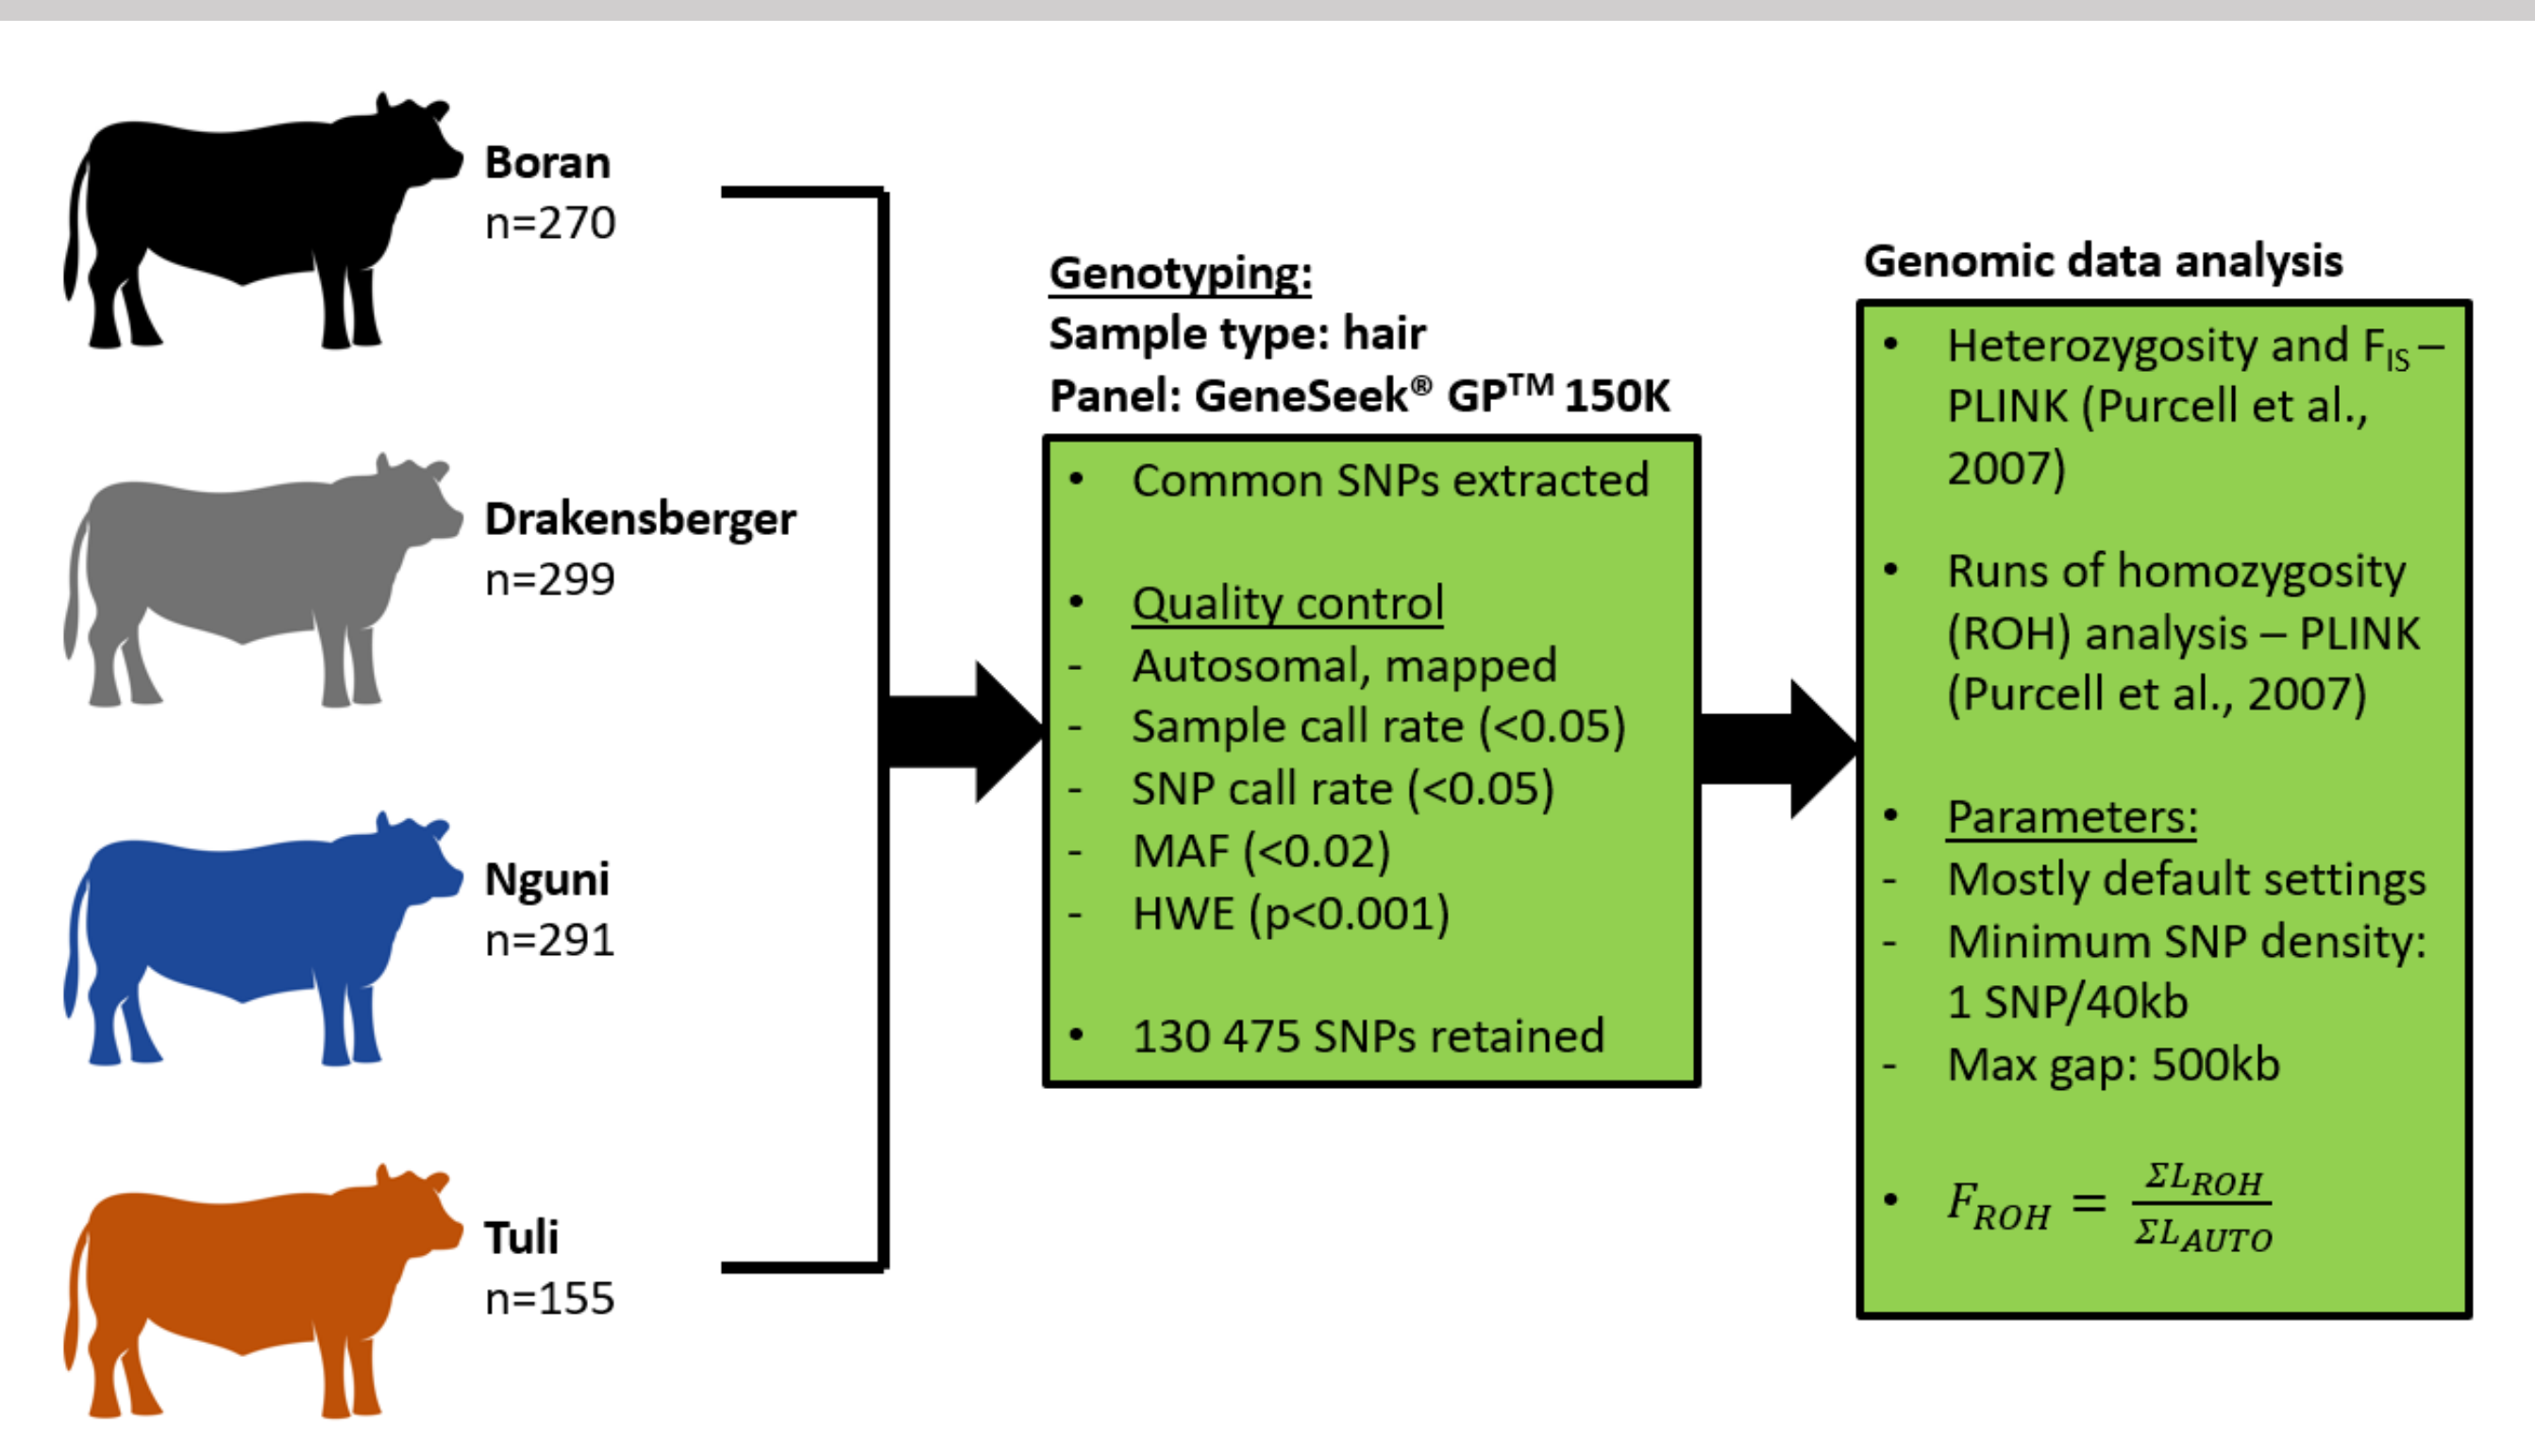 Boran
n=270
Drakensberger
n=299
Nguni
n=291
Tuli
n=155
Genotyping:
Sample type: hair
Panel: GeneSeek® GP™ 150K
• Common SNPs extracted
• Quality control
- Autosomal, mapped
- Sample call rate (<0.05)
- SNP call rate (<0.05)
- MAF (<0.02)
- HWE (p<0.001)
• 130 475 SNPs retained
Genomic data analysis
• Heterozygosity and F_IS –
PLINK (Purcell et al.,
2007)
• Runs of homozygosity
(ROH) analysis – PLINK
(Purcell et al., 2007)
• Parameters:
- Mostly default settings
- Minimum SNP density:
1 SNP/40kb
- Max gap: 500kb
• F_ROH = ΣL_ROH / ΣL_AUTO